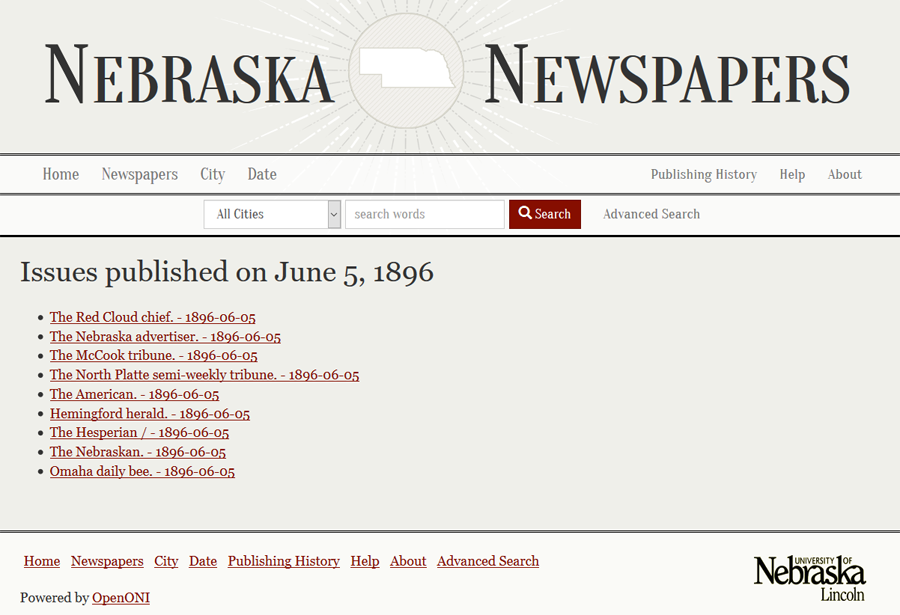 Nebraska Newspapers
Home Newspapers City Date Publishing History Help About
All Cities search words Search Advanced Search
Issues published on June 5, 1896
The Red Cloud chief. - 1896-06-05
The Nebraska advertiser. - 1896-06-05
The McCook tribune. - 1896-06-05
The North Platte semi-weekly tribune. - 1896-06-05
The American. - 1896-06-05
Hemingford herald. - 1896-06-05
The Hesperian / - 1896-06-05
The Nebraskan. - 1896-06-05
Omaha daily bee. - 1896-06-05
Home Newspapers City Date Publishing History Help About Advanced Search
Powered by OpenONI
UNIVERSITY OF
Nebraska
Lincoln